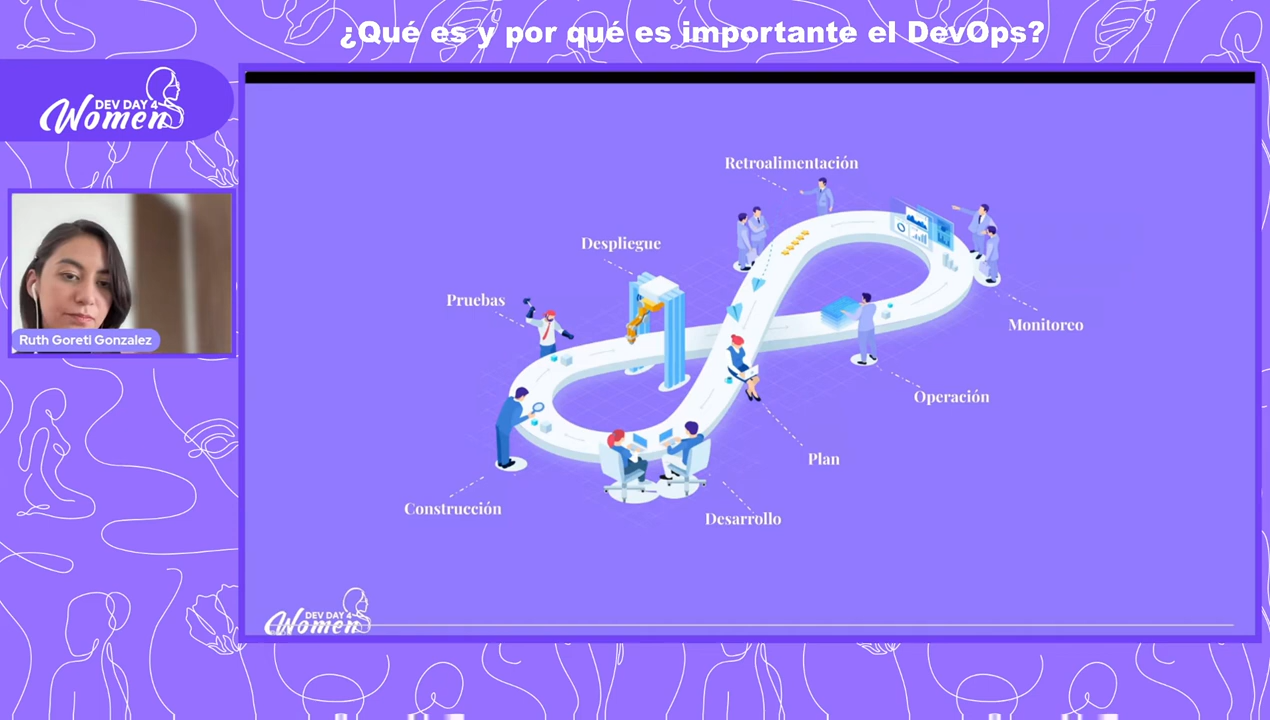 ¿Qué es y por qué es importante el DevOps?
DEV DAY 4
Women
Ruth Goretl Gonzalez
Retroalimentación
Despliegue
Pruebas
Monitoreo
Operación
Plan
Construcción
Desarrollo
DEV DAY 4
Women